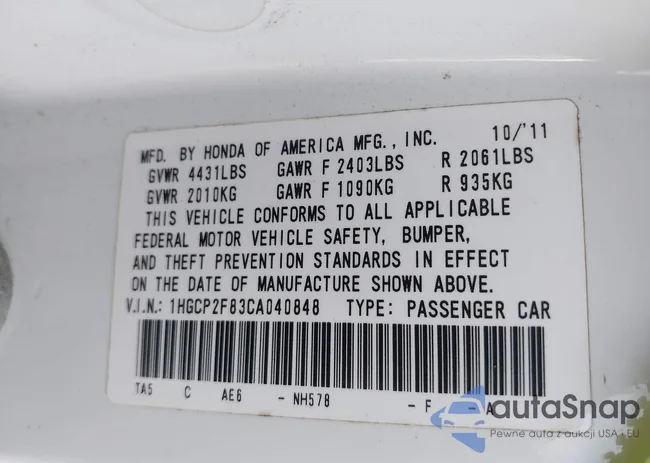 MFD. BY HONDA OF AMERICA MFG., INC. 10/'11
GVWR 4431LBS GAWR F 2403LBS R 2061LBS
GVWR 2010KG GAWR F 1090KG R 935KG
THIS VEHICLE CONFORMS TO ALL APPLICABLE
FEDERAL MOTOR VEHICLE SAFETY, BUMPER,
AND THEFT PREVENTION STANDARDS IN EFFECT
ON THE DATE OF MANUFACTURE SHOWN ABOVE.
V.I.N.: 1HGCP2F83CA040848 TYPE: PASSENGER CAR
TA5 C AE6 - NH578 - F - A
autaSnap
Pewne auta z aukcji USA i EU